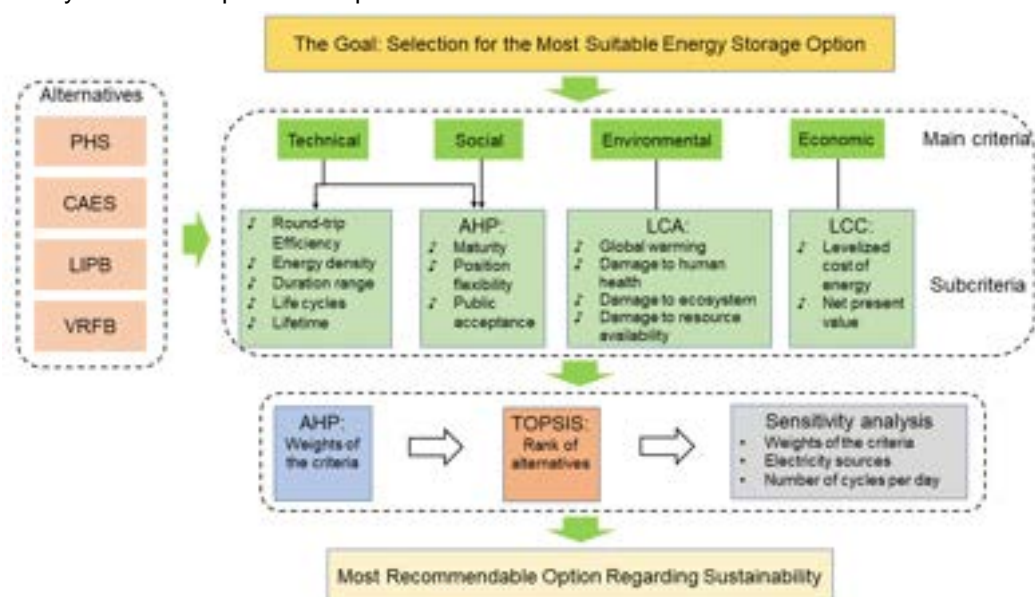 The Goal: Selection for the Most Suitable Energy Storage Option
Alternatives
PHS
CAES
LIPB
VRFB
Technical
Social
Environmental
Economic
Main criteria
Round-trip
Efficiency
Energy density
Duration range
Life cycles
Lifetime
AHP:
Maturity
Position
flexibility
Public
acceptance
LCA:
Global warming
Damage to human
health
Damage to ecosystem
Damage to resource
availability
LCC:
Levelized
cost of
energy
Net present
value
Subcriteria
AHP:
Weights of
the criteria
TOPSIS:
Rank of
alternatives
Sensitivity analysis
• Weights of the criteria
• Electricity sources
• Number of cycles per day
Most Recommendable Option Regarding Sustainability